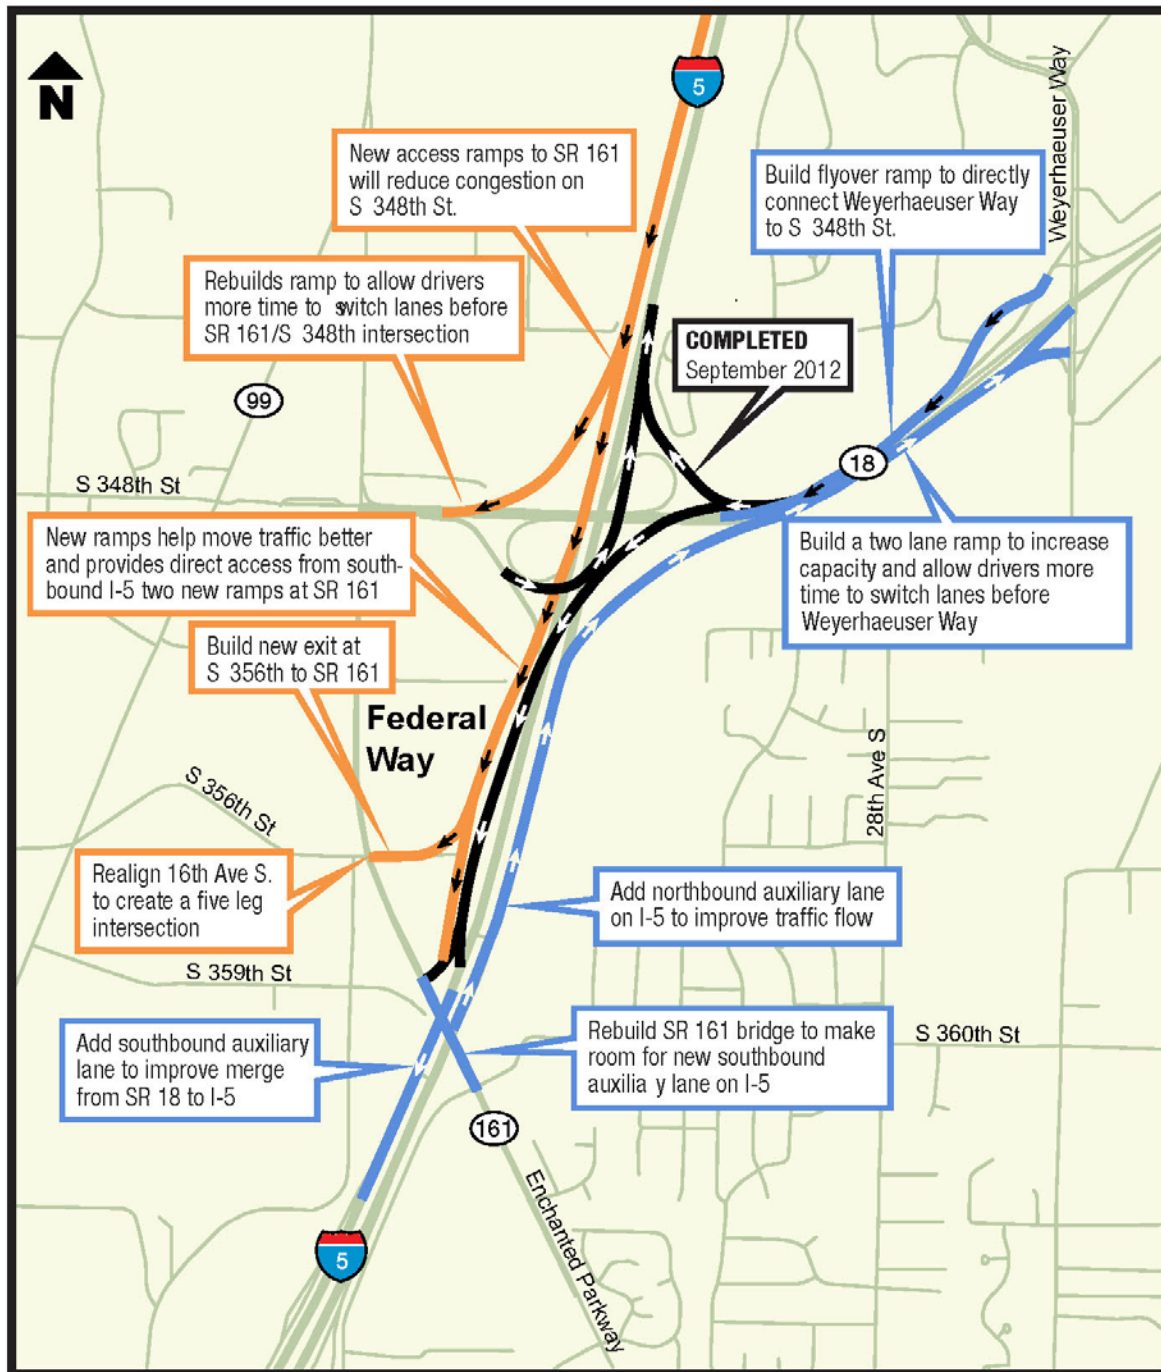 N
5
Weyerhaeuser Way
New access ramps to SR 161
will reduce congestion on
S 348th St.
Build flyover ramp to directly
connect Weyerhaeuser Way
to S 348th St.
Rebuilds ramp to allow drivers
more time to switch lanes before
SR 161/S 348th intersection
COMPLETED
September 2012
99
18
S 348th St
New ramps help move traffic better
and provides direct access from south-
bound I-5 two new ramps at SR 161
Build a two lane ramp to increase
capacity and allow drivers more
time to switch lanes before
Weyerhaeuser Way
Build new exit at
S 356th to SR 161
Federal
Way
28th Ave S
S 356th St
Realign 16th Ave S.
to create a five leg
intersection
Add northbound auxiliary lane
on I-5 to improve traffic flow
S 359th St
Add southbound auxiliary
lane to improve merge
from SR 18 to I-5
Rebuild SR 161 bridge to make
room for new southbound
auxilia y lane on I-5
S 360th St
161
Enchanted Parkway
5